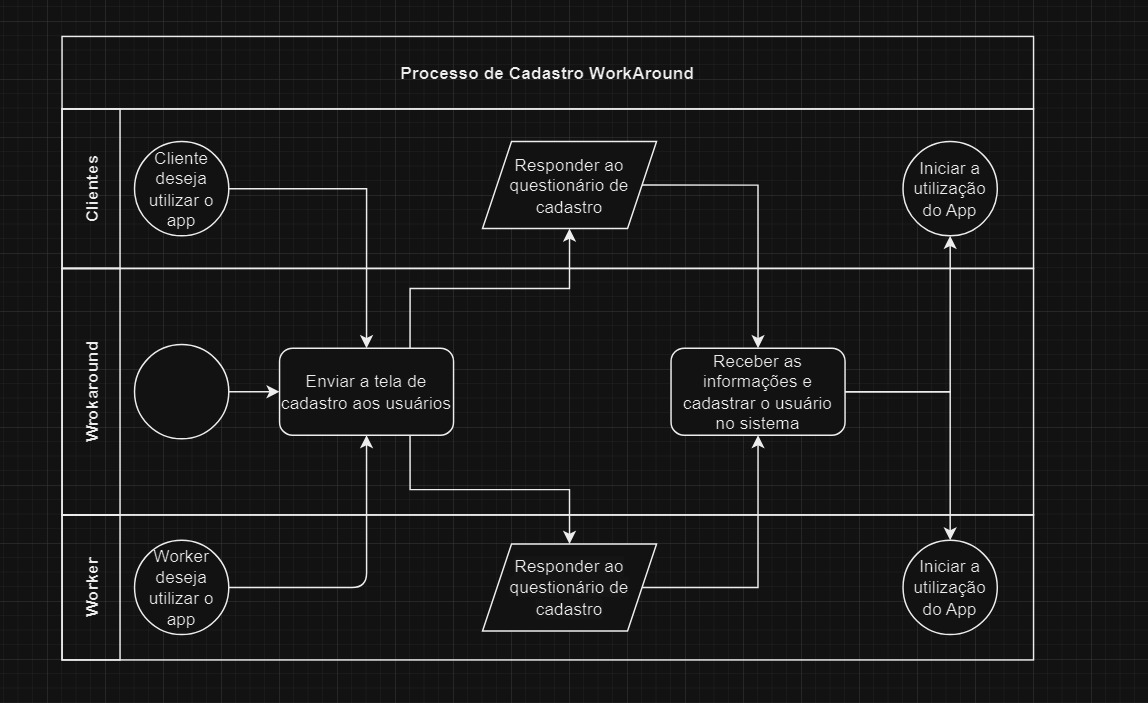 Processo de Cadastro WorkAround
Clientes
Cliente
deseja
utilizar o
app
Responder ao
questionário de
cadastro
Iniciar a
utilização
do App
Wrokaround
Enviar a tela de
cadastro aos usuários
Receber as
informações e
cadastrar o usuário
no sistema
Worker
Worker
deseja
utilizar o
app
Responder ao
questionário de
cadastro
Iniciar a
utilização
do App